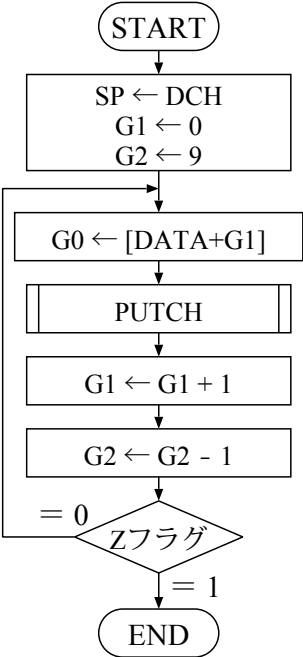 START
SP ← DCH
G1 ← 0
G2 ← 9
G0 ← [DATA+G1]
PUTCH
G1 ← G1 + 1
G2 ← G2 - 1
= 0
Zフラグ
= 1
END